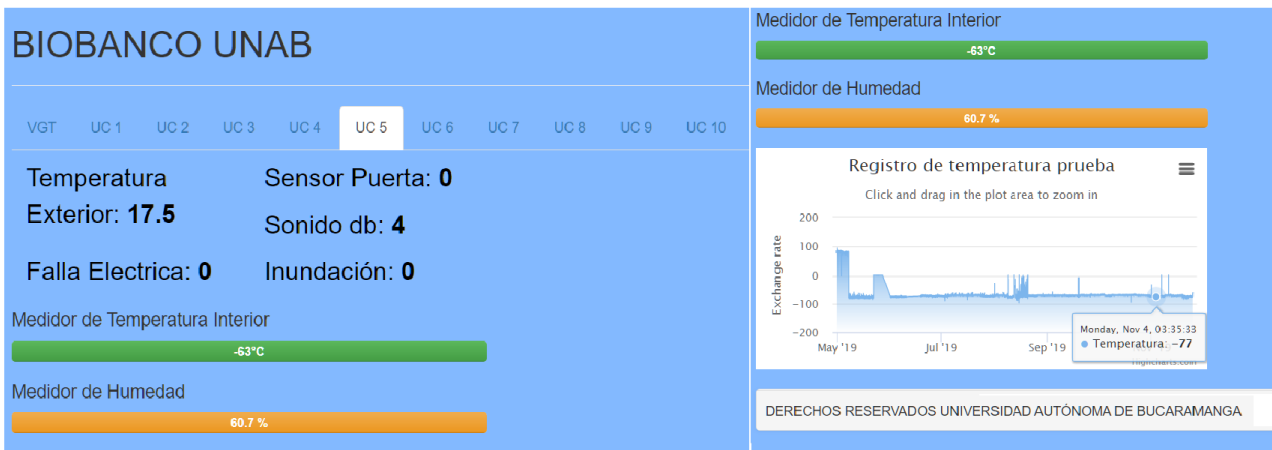 BIOBANCO UNAB
VGT UC 1 UC 2 UC 3 UC 4 UC 5 UC 6 UC 7 UC 8 UC 9 UC 10
Temperatura
Exterior: 17.5
Sensor Puerta: 0
Sonido db: 4
Falla Electrica: 0
Inundación: 0
Medidor de Temperatura Interior
-63°C
Medidor de Humedad
60.7 %
Medidor de Temperatura Interior
-63°C
Medidor de Humedad
60.7 %
Registro de temperatura prueba
Click and drag in the plot area to zoom in
Exchange rate
200
100
0
−100
−200
May '19 Jul '19 Sep '19
Monday, Nov 4, 03:35:33
Temperatura: −77
DERECHOS RESERVADOS UNIVERSIDAD AUTÓNOMA DE BUCARAMANGA